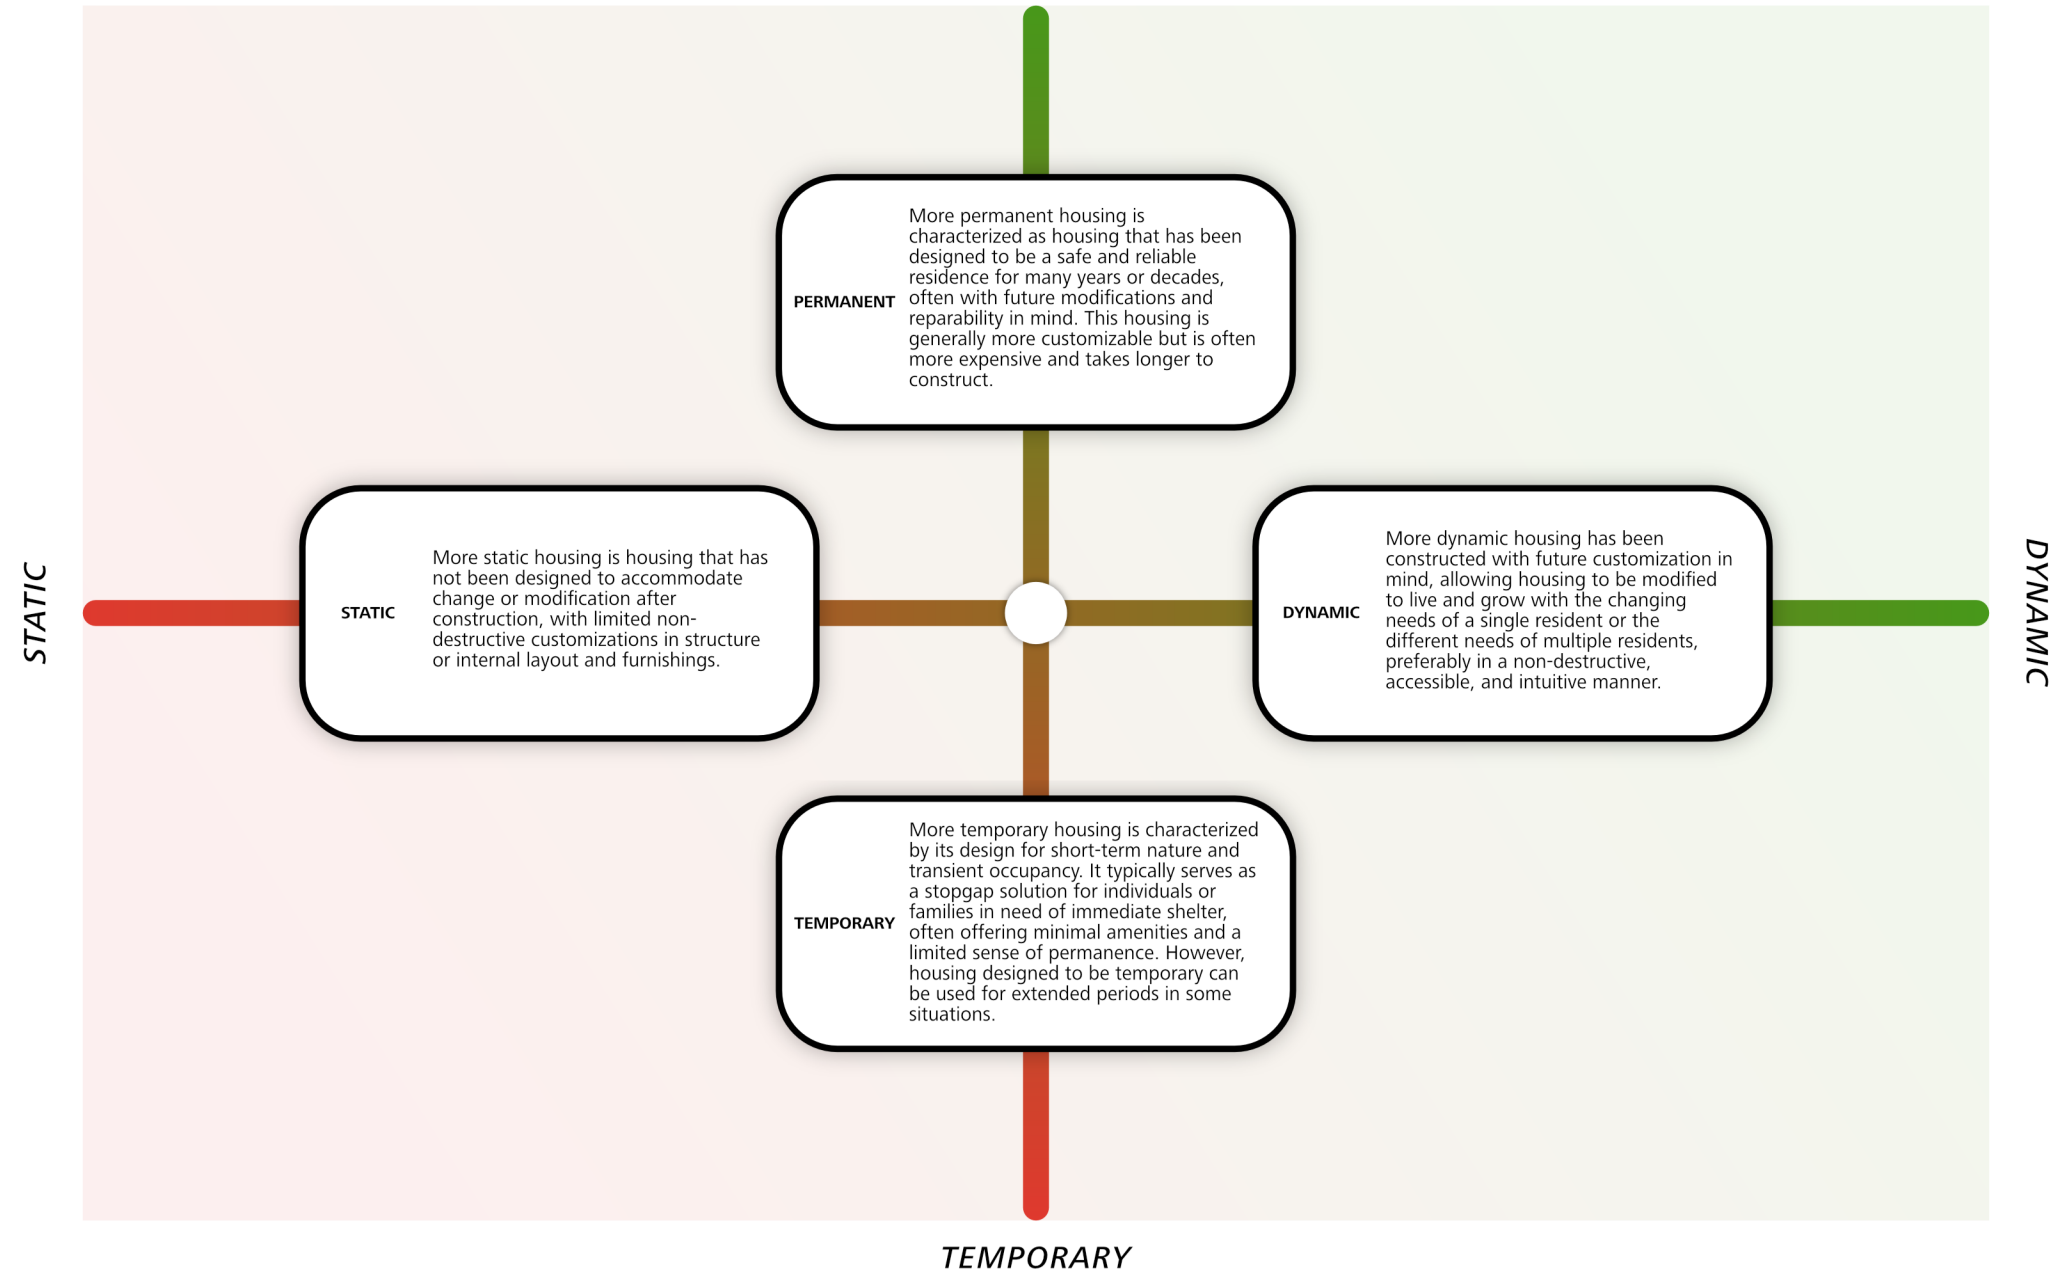 PERMANENT
More permanent housing is
characterized as housing that has been
designed to be a safe and reliable
residence for many years or decades,
often with future modifications and
reparability in mind. This housing is
generally more customizable but is often
more expensive and takes longer to
construct.
STATIC
STATIC
More static housing is housing that has
not been designed to accommodate
change or modification after
construction, with limited non-
destructive customizations in structure
or internal layout and furnishings.
DYNAMIC
More dynamic housing has been
constructed with future customization in
mind, allowing housing to be modified
to live and grow with the changing
needs of a single resident or the
different needs of multiple residents,
preferably in a non-destructive,
accessible, and intuitive manner.
DYNAMIC
TEMPORARY
More temporary housing is characterized
by its design for short-term nature and
transient occupancy. It typically serves as
a stopgap solution for individuals or
families in need of immediate shelter,
often offering minimal amenities and a
limited sense of permanence. However,
housing designed to be temporary can
be used for extended periods in some
situations.
TEMPORARY